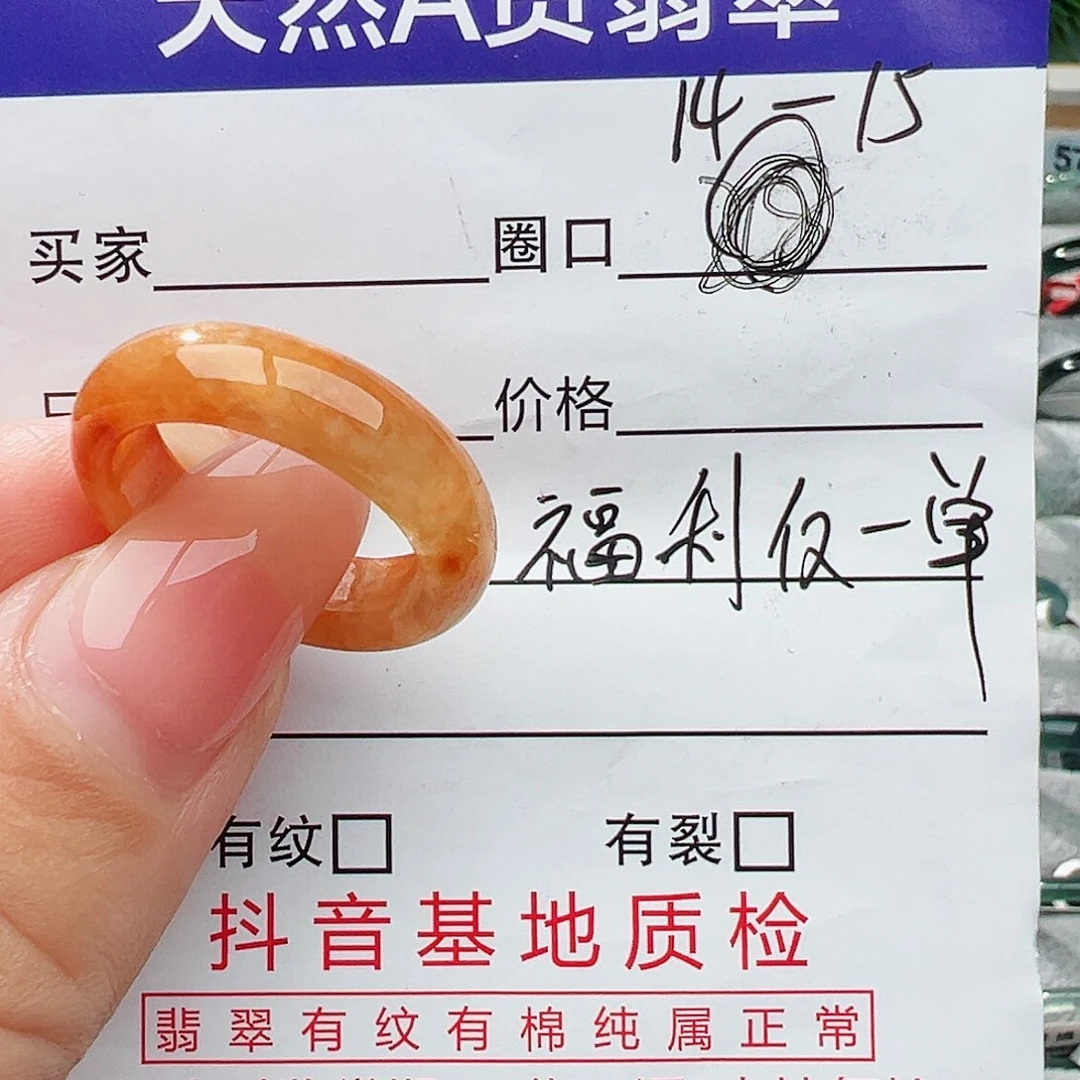 天然A货翡翠
14-15
买家 圈口
价格
福利仅一单
有纹 有裂
抖音基地质检
翡翠有纹有棉纯属正常
57